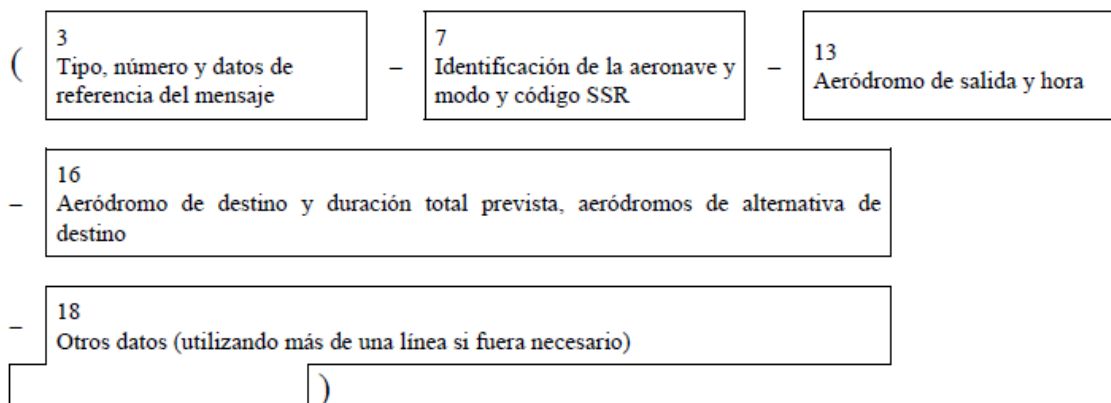 ( 3 7 13
Tipo, número y datos de – Identificación de la aeronave y – Aeródromo de salida y hora
referencia del mensaje modo y código SSR
16
– Aeródromo de destino y duración total prevista, aeródromos de alternativa de
destino
18
– Otros datos (utilizando más de una línea si fuera necesario)
)